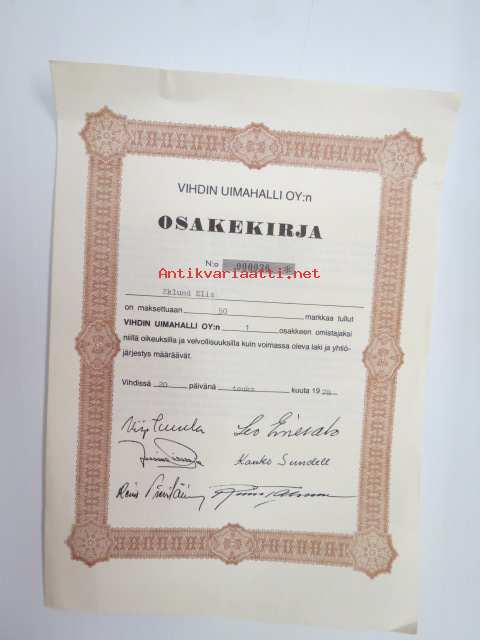 VIHDIN UIMAHALLI OY:n
OSAKEKIRJA
N:o 000020 *
Antikvariaatti.net
Eklund Elis
on maksettuaan 50 markkaa tullut
VIHDIN UIMAHALLI OY:n 1 osakkeen omistajaksi
niillä oikeuksilla ja velvollisuuksilla kuin voimassa oleva laki ja yhtiö-
järjestys määräävät.
Vihdissä 20 päivänä touko kuuta 19
Kauko Sundell